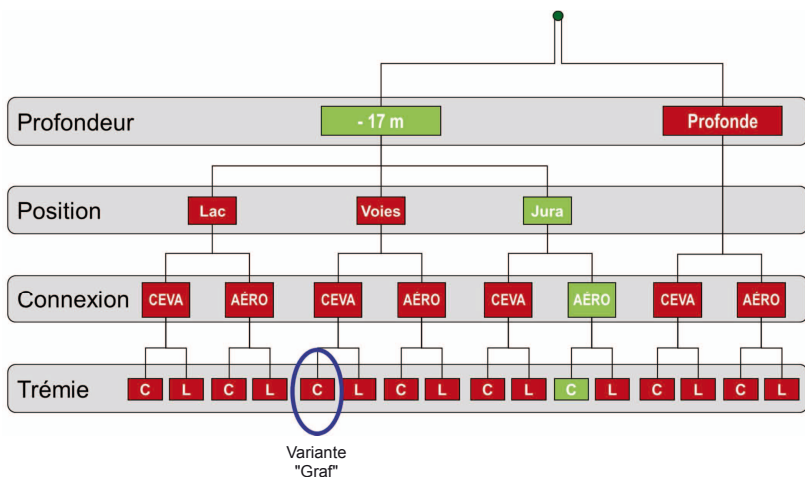 Profondeur - 17 m Profonde
Position Lac Voies Jura
Connexion CEVA AÉRO CEVA AÉRO CEVA AÉRO CEVA AÉRO
Trémie C L C L C L C L C L C L C L C L
Variante
"Graf"